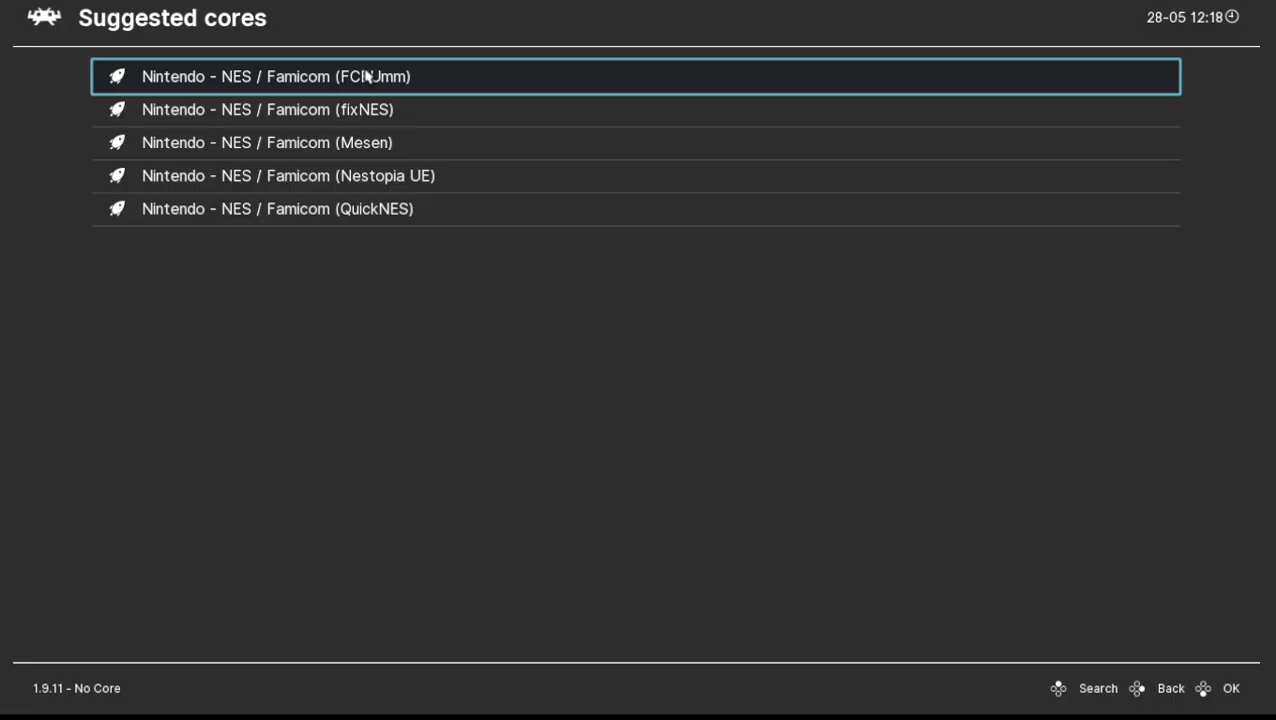 Suggested cores
28-05 12:18
Nintendo - NES / Famicom (FCEUmm)
Nintendo - NES / Famicom (fixNES)
Nintendo - NES / Famicom (Mesen)
Nintendo - NES / Famicom (Nestopia UE)
Nintendo - NES / Famicom (QuickNES)
1.9.11 - No Core
Search Back OK